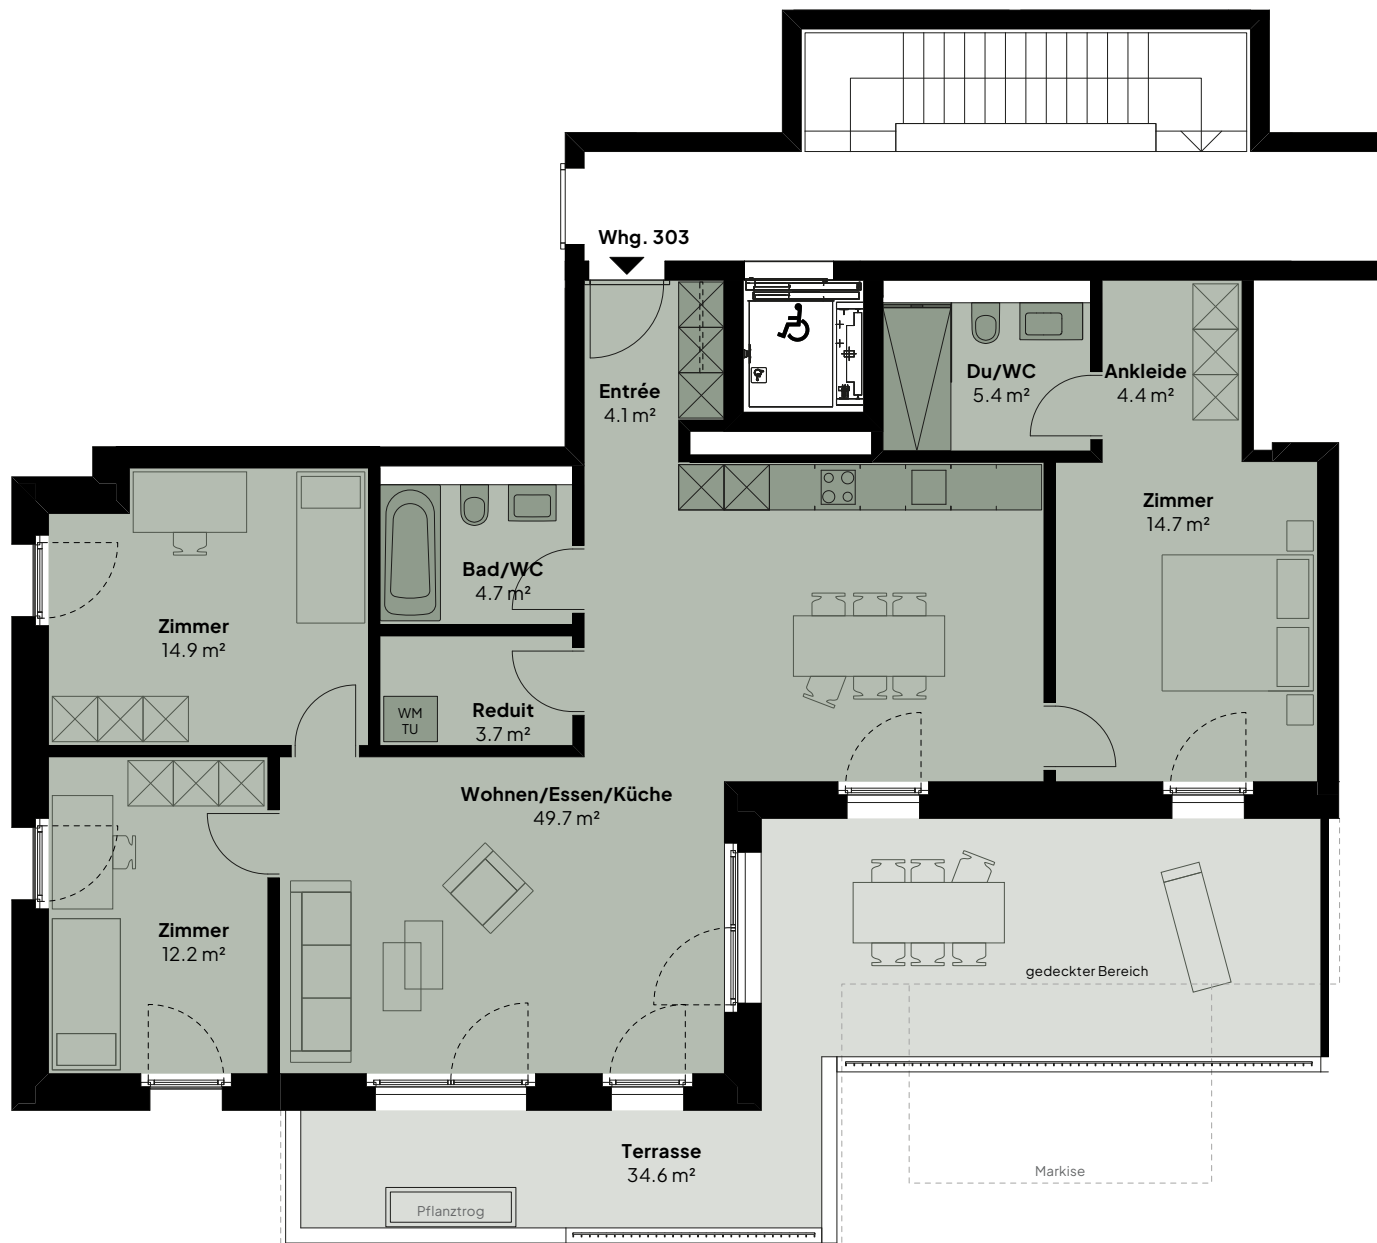 Whg. 303
Entrée
4.1 m²
Du/WC
5.4 m²
Ankleide
4.4 m²
Zimmer
14.7 m²
Bad/WC
4.7 m²
Zimmer
14.9 m²
Reduit
3.7 m²
WM
TU
Wohnen/Essen/Küche
49.7 m²
Zimmer
12.2 m²
gedeckter Bereich
Terrasse
34.6 m²
Markise
Pflanztrog